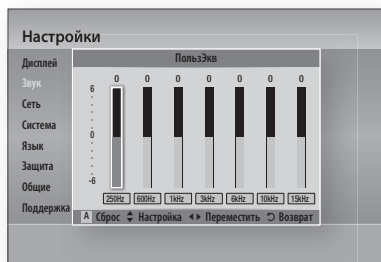 Настройки
Дисплей
Звук
Сеть
Система
Язык
Защита
Общие
Поддержка
ПользЭкв
0 0 0 0 0 0 0
6
0
-6
250Hz 600Hz 1kHz 3kHz 6kHz 10kHz 15kHz
A Сброс Настройка Переместить Возврат